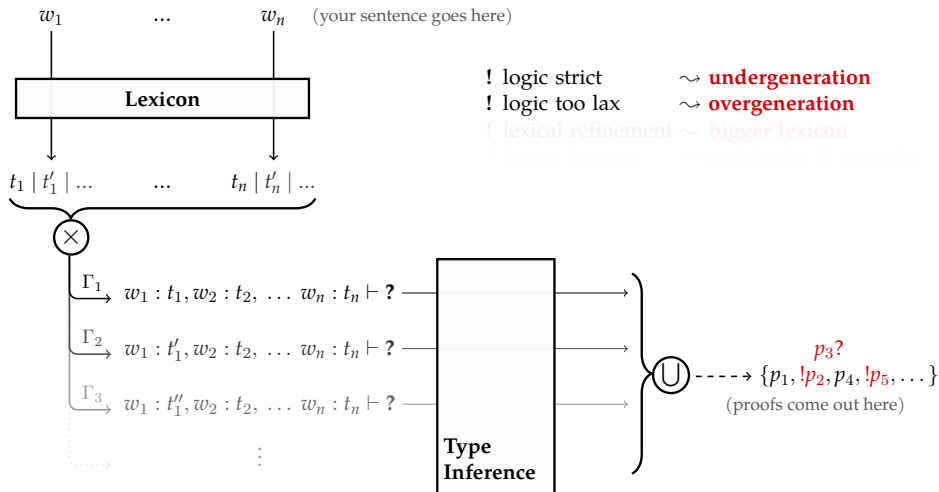 w₁ ... wₙ (your sentence goes here)
! logic strict ⤳ undergeneration
Lexicon
! logic too lax ⤳ overgeneration
! lexical refinement ⤳ bigger lexicon
t₁ | t′₁ | ... ... tₙ | t′ₙ | ...
×
Γ₁ w₁ : t₁, w₂ : t₂, … wₙ : tₙ ⊢ ?
Γ₂ w₁ : t′₁, w₂ : t₂, … wₙ : tₙ ⊢ ?
p₃?
⋃ {p₁, !p₂, p₄, !p₅, … }
Γ₃ w₁ : t″₁, w₂ : t₂, … wₙ : tₙ ⊢ ?
(proofs come out here)
⋮
Type
Inference